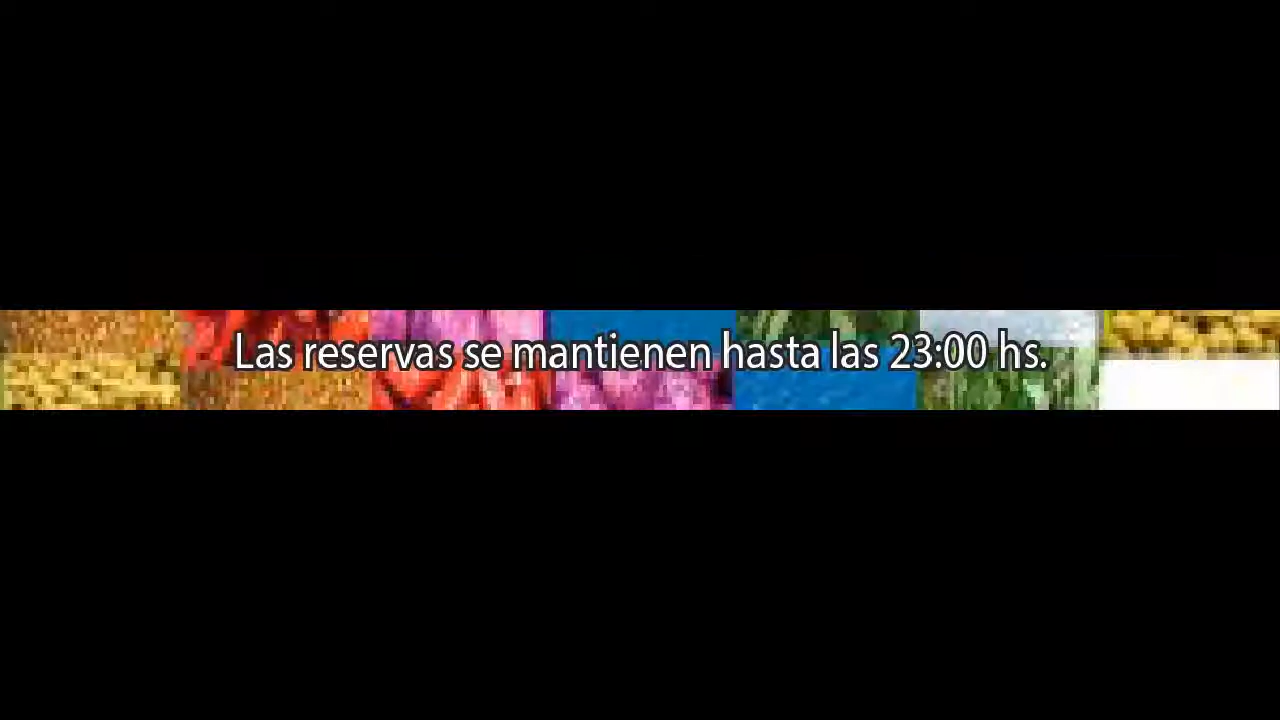 Las reservas se mantienen hasta las 23:00 hs.